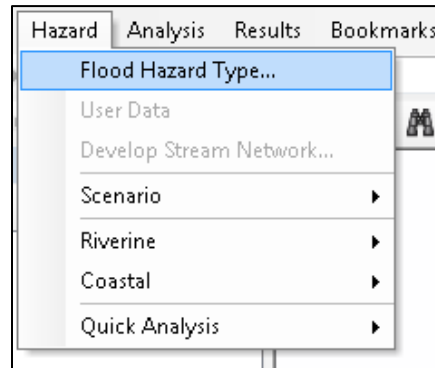 Hazard Analysis Results Bookmarks
Flood Hazard Type...
User Data
Develop Stream Network...
Scenario
Riverine
Coastal
Quick Analysis